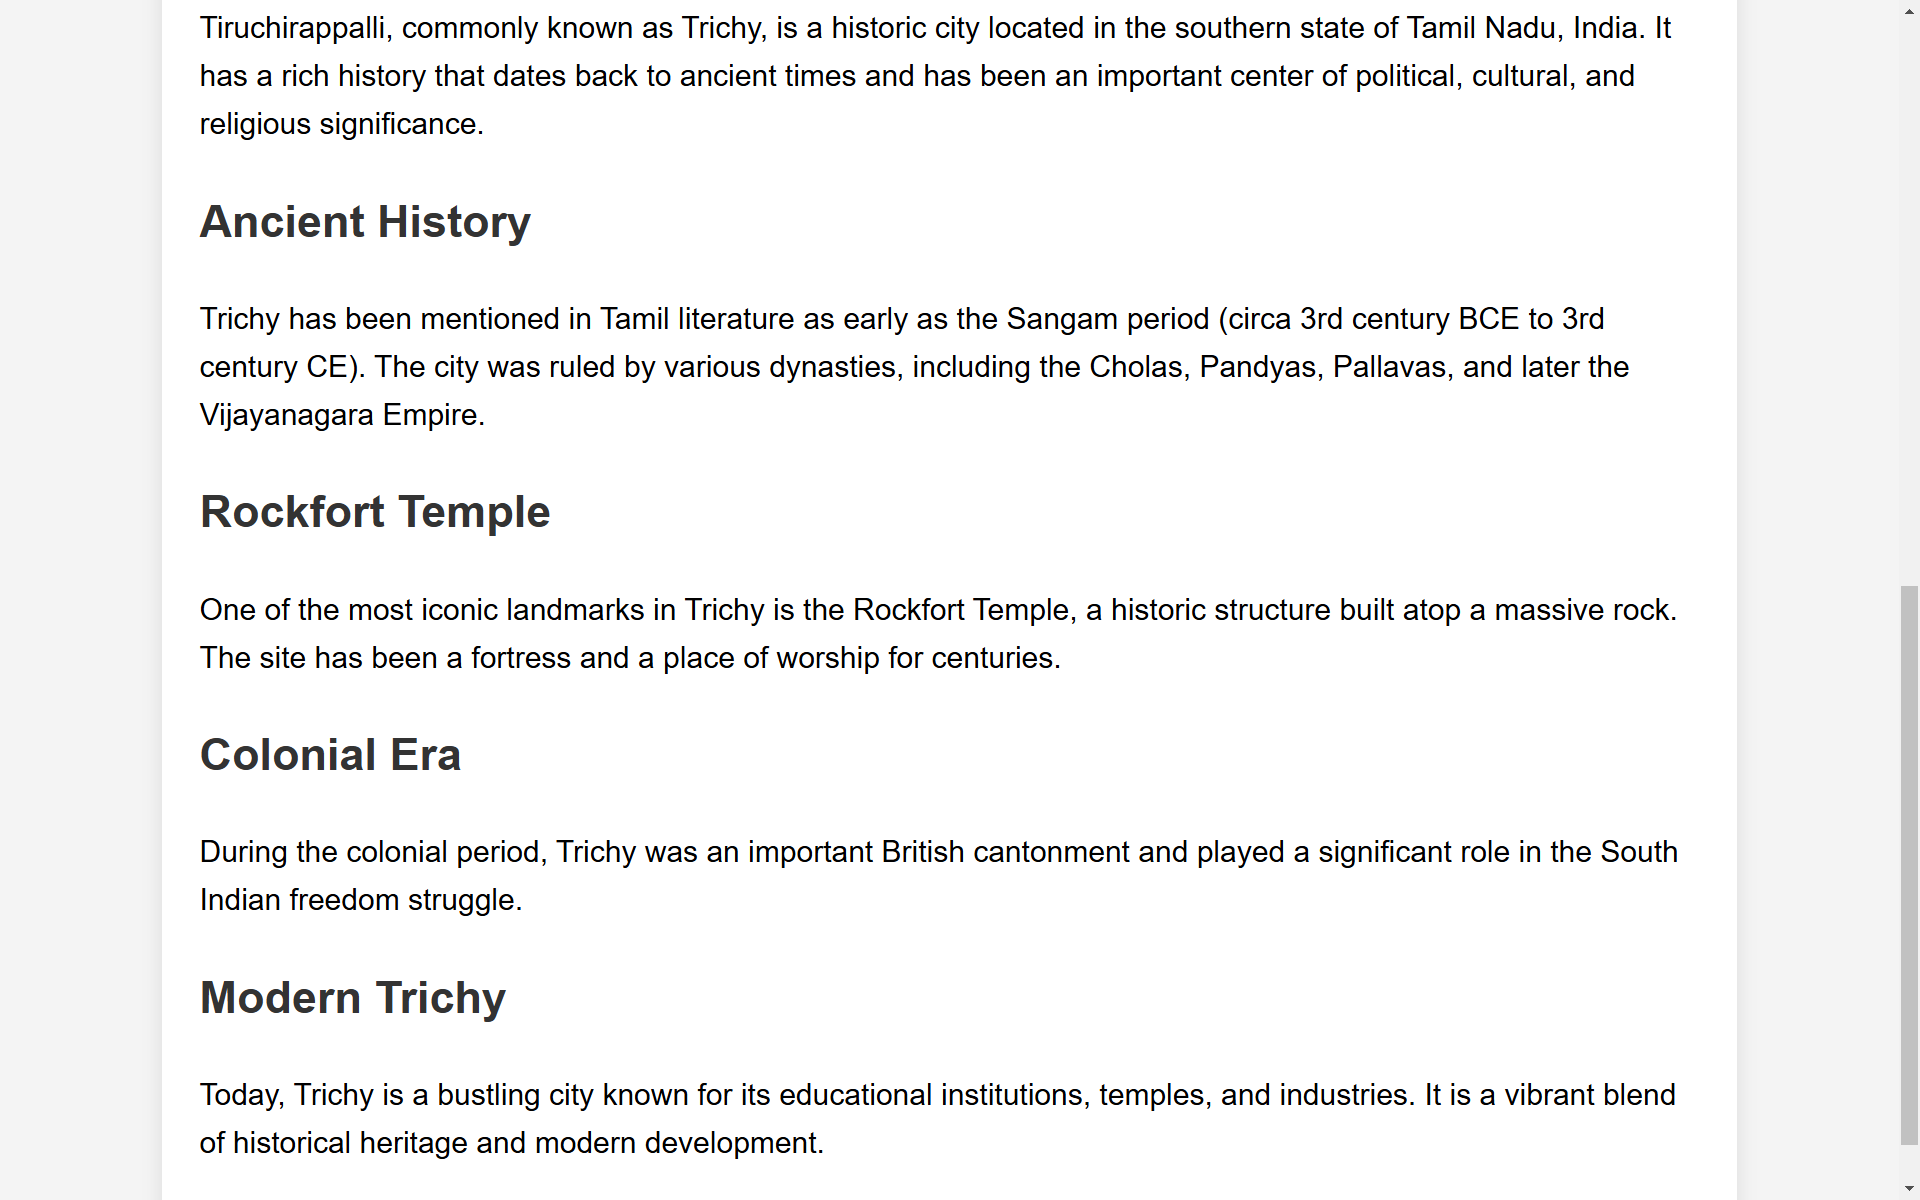 Tiruchirappalli, commonly known as Trichy, is a historic city located in the southern state of Tamil Nadu, India. It
has a rich history that dates back to ancient times and has been an important center of political, cultural, and
religious significance.
Ancient History
Trichy has been mentioned in Tamil literature as early as the Sangam period (circa 3rd century BCE to 3rd
century CE). The city was ruled by various dynasties, including the Cholas, Pandyas, Pallavas, and later the
Vijayanagara Empire.
Rockfort Temple
One of the most iconic landmarks in Trichy is the Rockfort Temple, a historic structure built atop a massive rock.
The site has been a fortress and a place of worship for centuries.
Colonial Era
During the colonial period, Trichy was an important British cantonment and played a significant role in the South
Indian freedom struggle.
Modern Trichy
Today, Trichy is a bustling city known for its educational institutions, temples, and industries. It is a vibrant blend
of historical heritage and modern development.